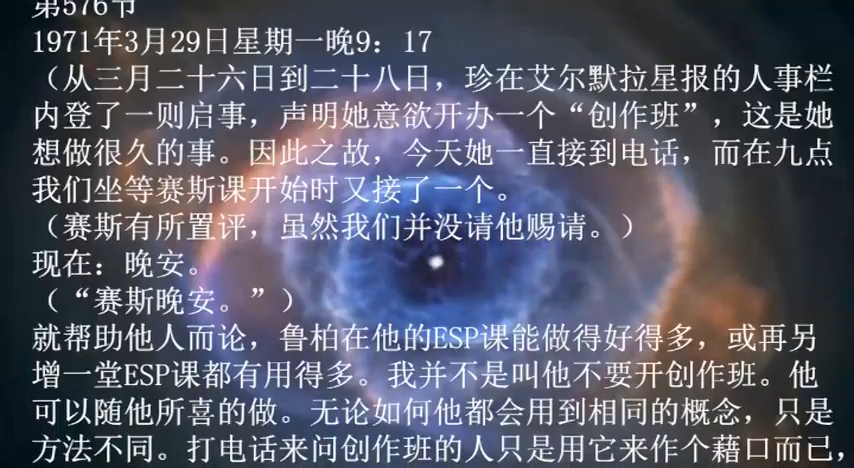 第576节
1971年3月29日星期一晚9：17
（从三月二十六日到二十八日，珍在艾尔默拉星报的人事栏
内登了一则启事，声明她意欲开办一个“创作班”，这是她
想做很久的事。因此之故，今天她一直接到电话，而在九点
我们坐等赛斯课开始时又接了一个。
（赛斯有所置评，虽然我们并没请他赐请。）
现在：晚安。
（“赛斯晚安。”）
就帮助他人而论，鲁柏在他的ESP课能做得好得多，或再另
增一堂ESP课都有用得多。我并不是叫他不要开创作班。他
可以随他所喜的做。无论如何他都会用到相同的概念，只是
方法不同。打电话来问创作班的人只是用它来作个藉口而已，